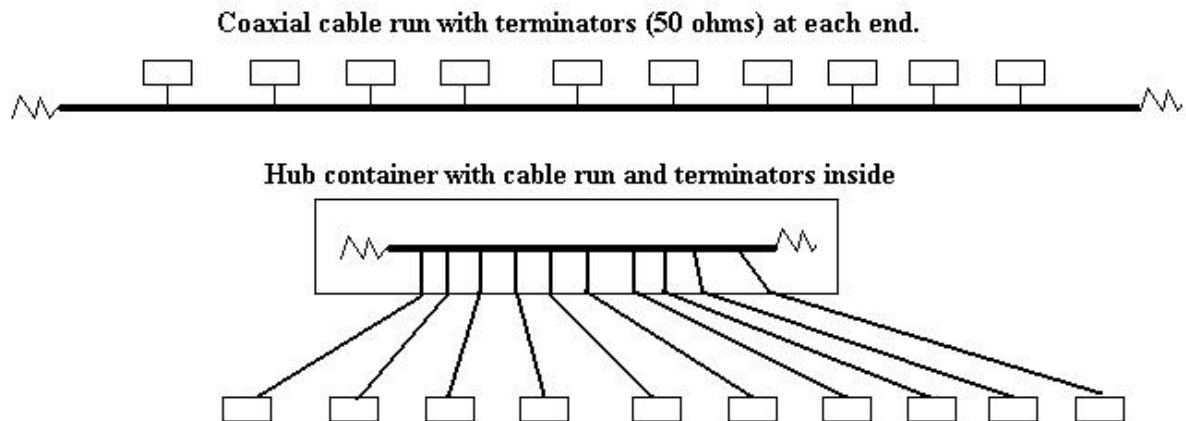 Coaxial cable run with terminators (50 ohms) at each end.
Hub container with cable run and terminators inside